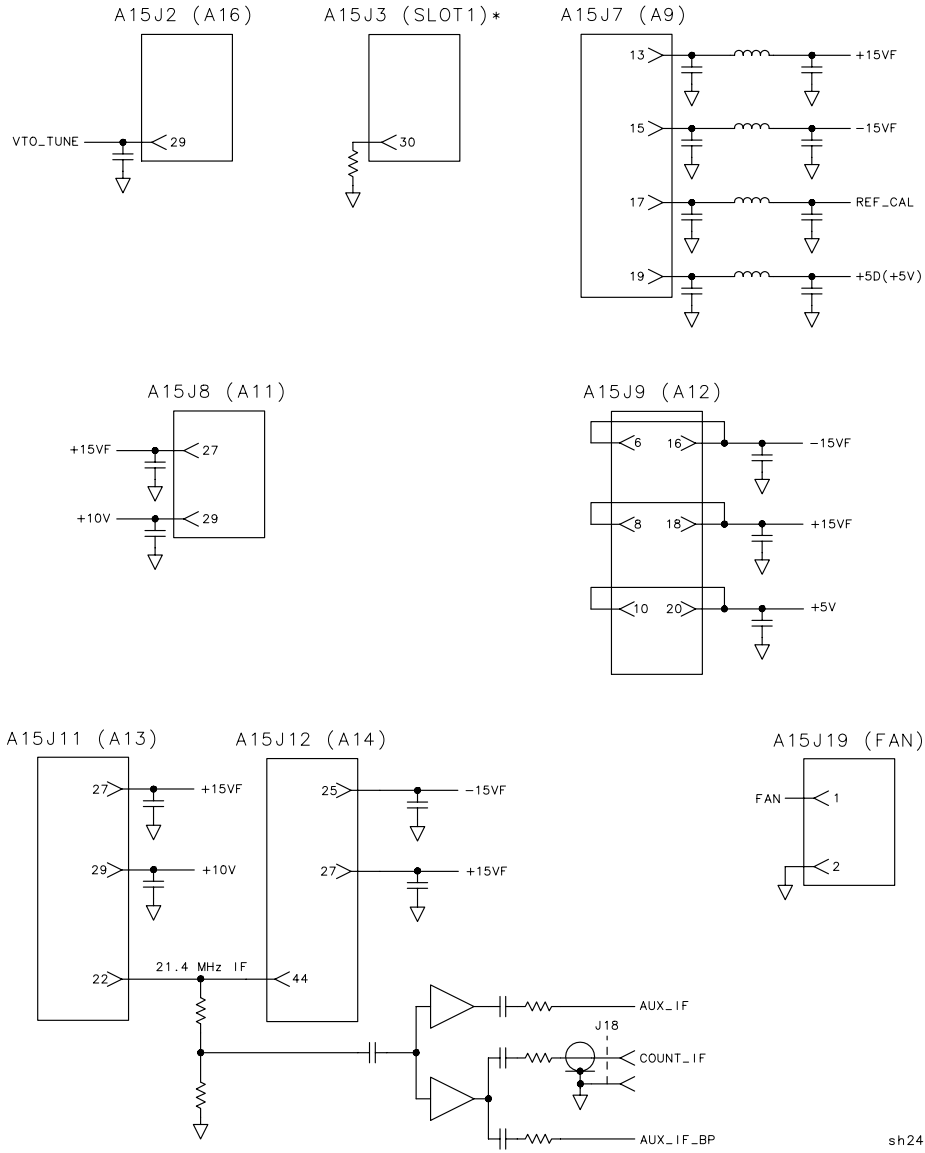 A15J2 (A16)
A15J3 (SLOT1)*
A15J7 (A9)
VTO_TUNE
29
30
13
+15VF
15
-15VF
17
REF_CAL
19
+5D(+5V)
A15J8 (A11)
+15VF
27
+10V
29
A15J9 (A12)
6
16
-15VF
8
18
+15VF
10
20
+5V
A15J11 (A13)
27
+15VF
29
+10V
22
21.4 MHz IF
A15J12 (A14)
25
-15VF
27
+15VF
44
A15J19 (FAN)
FAN
1
2
AUX_IF
J18
COUNT_IF
AUX_IF_BP
sh24